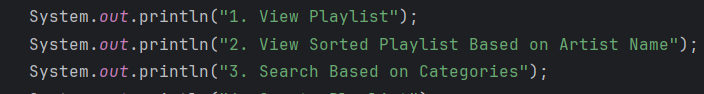 System.out.println("1. View Playlist");
System.out.println("2. View Sorted Playlist Based on Artist Name");
System.out.println("3. Search Based on Categories");